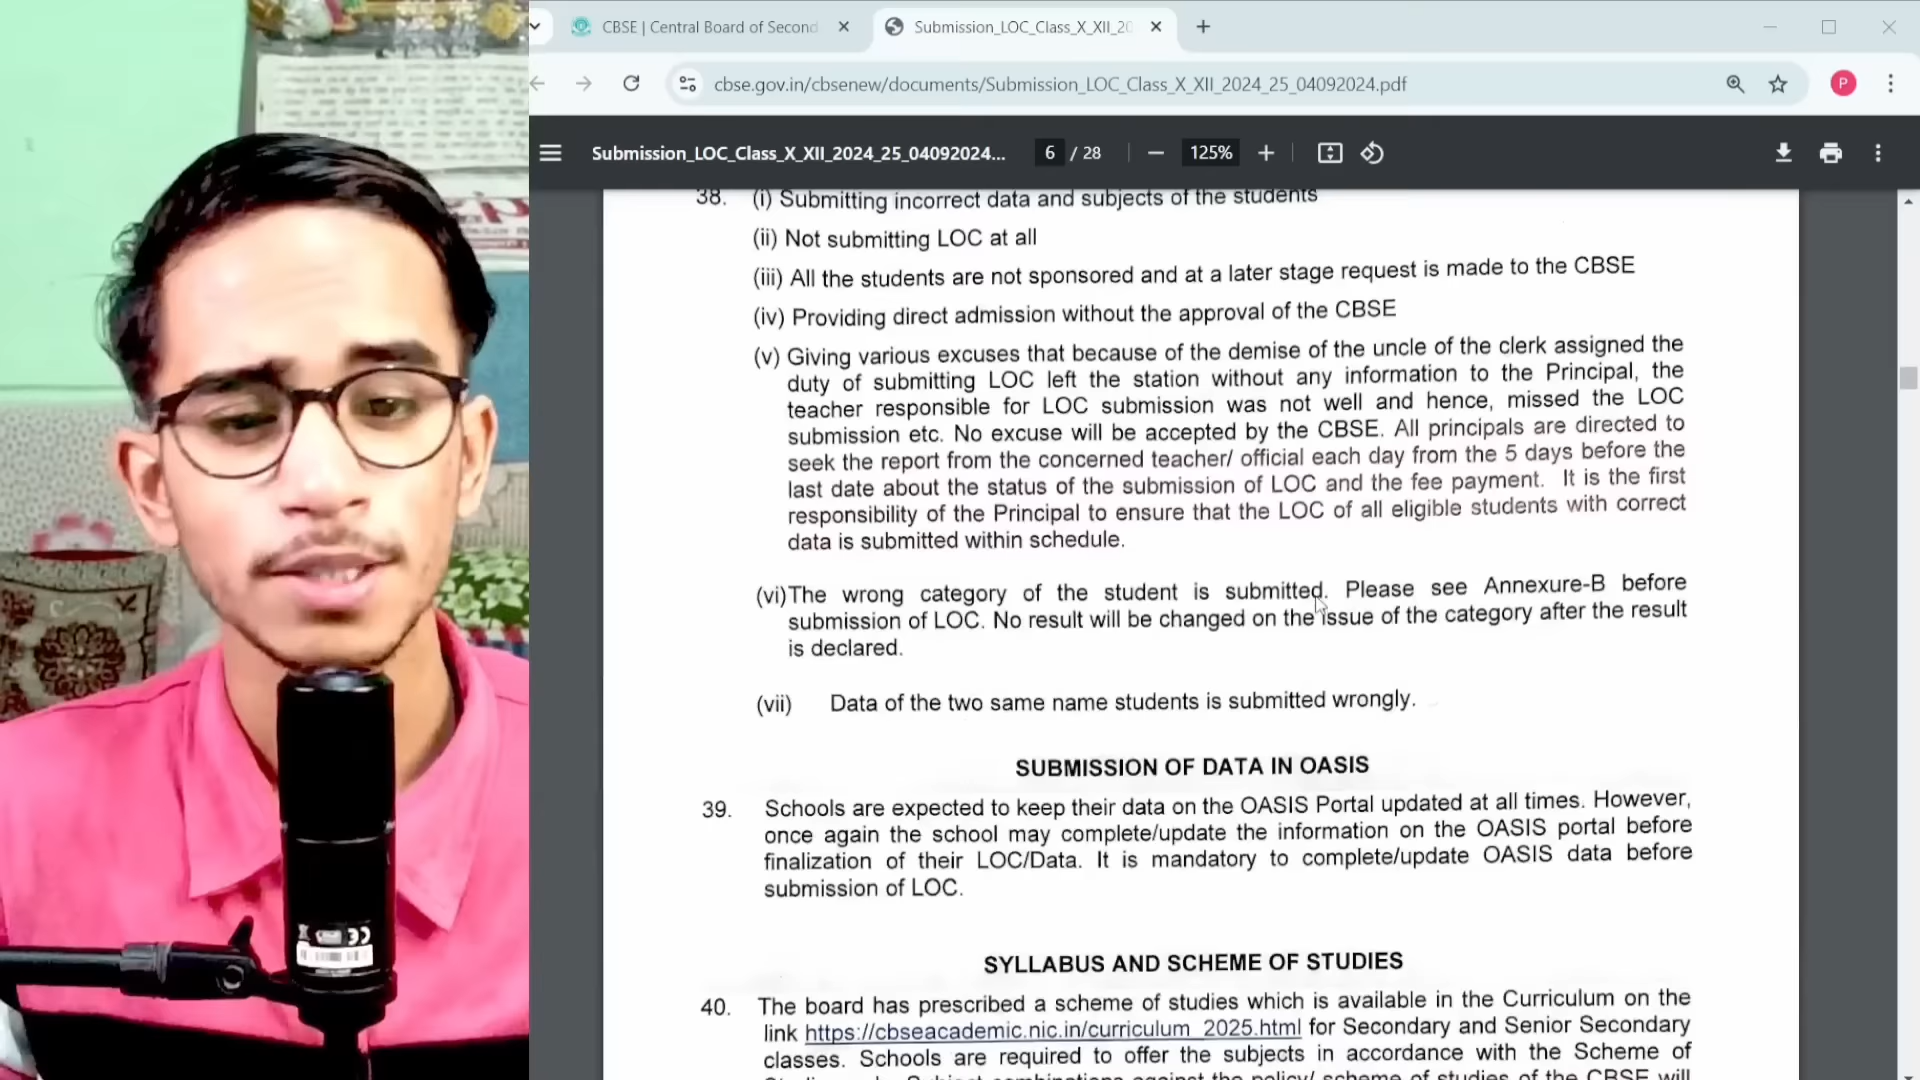 CBSE | Central Board of Second
Submission_LOC_Class_X_XII_20
cbse.gov.in/cbsenew/documents/Submission_LOC_Class_X_XII_2024_25_04092024.pdf
P
Submission_LOC_Class_X_XII_2024_25_04092024...
6 / 28
125%
38. (i) Submitting incorrect data and subjects of the students
(ii) Not submitting LOC at all
(iii) All the students are not sponsored and at a later stage request is made to the CBSE
(iv) Providing direct admission without the approval of the CBSE
(v) Giving various excuses that because of the demise of the uncle of the clerk assigned the
duty of submitting LOC left the station without any information to the Principal, the
teacher responsible for LOC submission was not well and hence, missed the LOC
submission etc. No excuse will be accepted by the CBSE. All principals are directed to
seek the report from the concerned teacher/ official each day from the 5 days before the
last date about the status of the submission of LOC and the fee payment. It is the first
responsibility of the Principal to ensure that the LOC of all eligible students with correct
data is submitted within schedule.
(vi)The wrong category of the student is submitted. Please see Annexure-B before
submission of LOC. No result will be changed on the issue of the category after the result
is declared.
(vii) Data of the two same name students is submitted wrongly.
SUBMISSION OF DATA IN OASIS
39. Schools are expected to keep their data on the OASIS Portal updated at all times. However,
once again the school may complete/update the information on the OASIS portal before
finalization of their LOC/Data. It is mandatory to complete/update OASIS data before
submission of LOC.
SYLLABUS AND SCHEME OF STUDIES
40. The board has prescribed a scheme of studies which is available in the Curriculum on the
link https://cbseacademic.nic.in/curriculum_2025.html for Secondary and Senior Secondary
classes. Schools are required to offer the subjects in accordance with the Scheme of